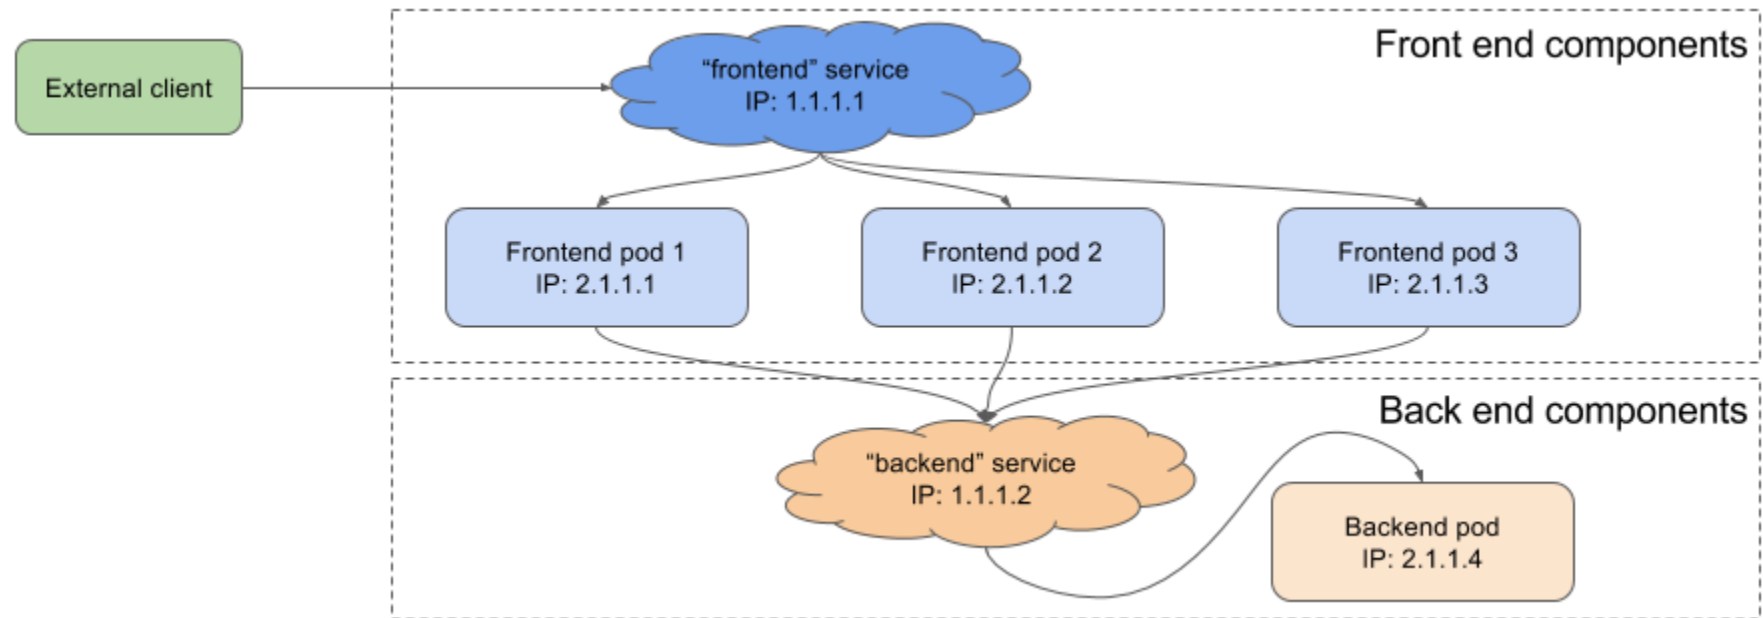 Front end components
External client
“frontend” service
IP: 1.1.1.1
Frontend pod 1
IP: 2.1.1.1
Frontend pod 2
IP: 2.1.1.2
Frontend pod 3
IP: 2.1.1.3
Back end components
“backend” service
IP: 1.1.1.2
Backend pod
IP: 2.1.1.4